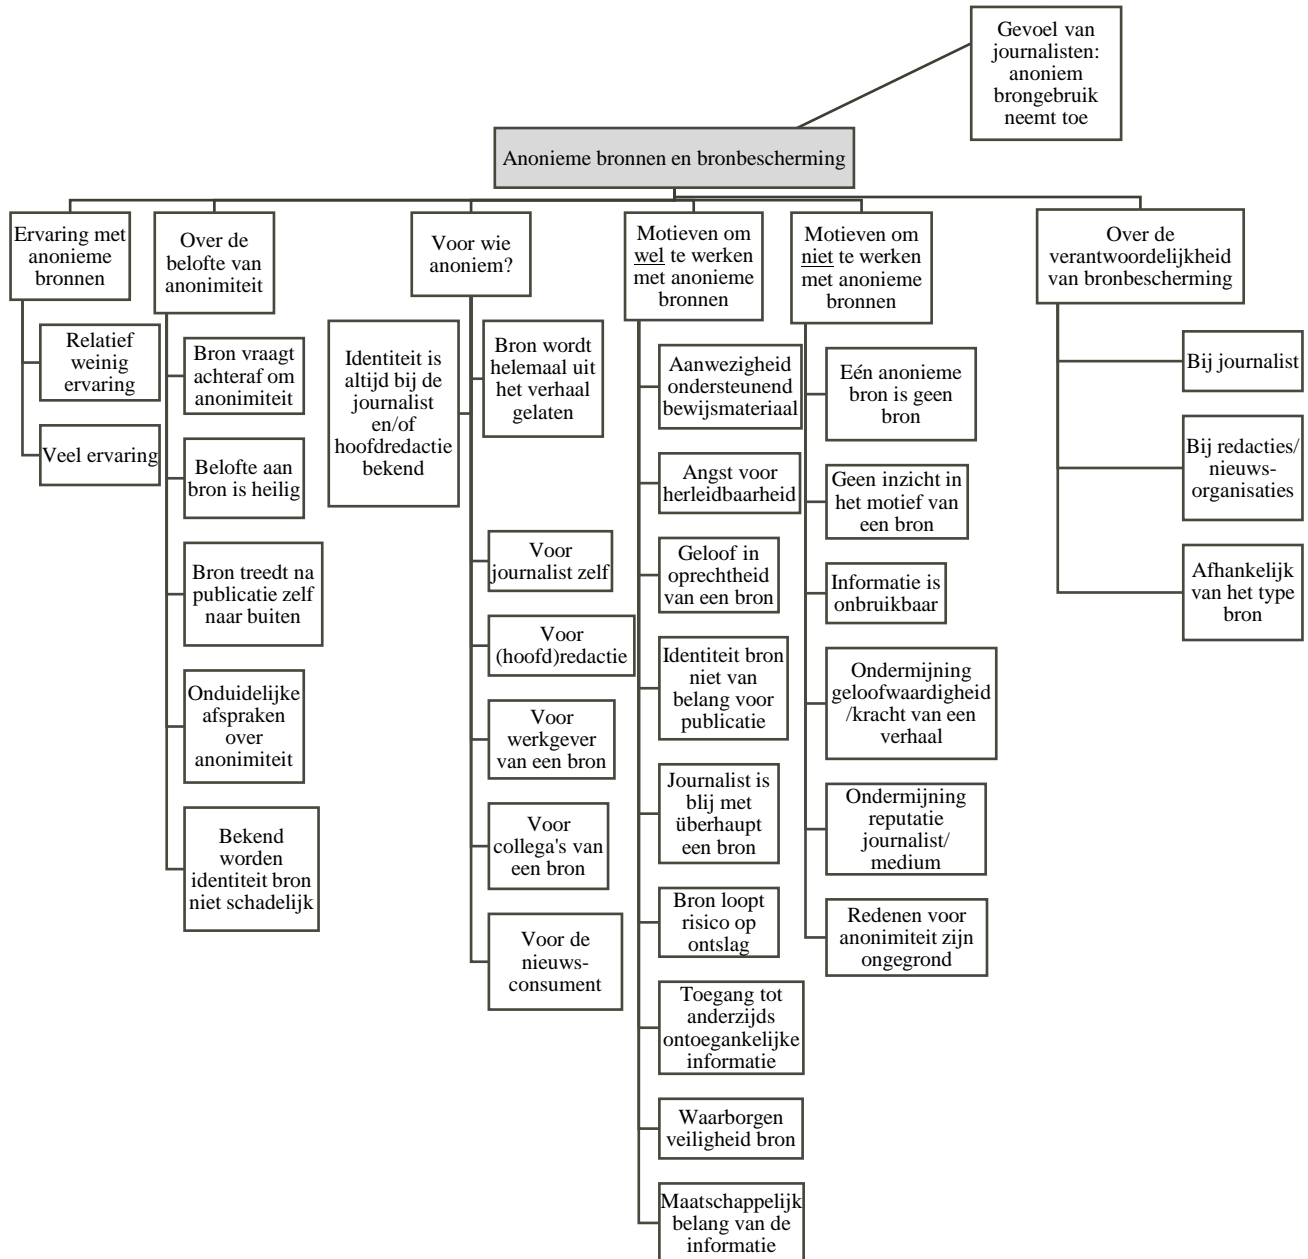 Gevoel van
journalisten:
anoniem
brongebruik
neemt toe
Anonieme bronnen en bronbescherming
Ervaring met
anonieme
bronnen
Relatief
weinig
ervaring
Veel ervaring
Over de
belofte van
anonimiteit
Bron vraagt
achteraf om
anonimiteit
Belofte aan
bron is heilig
Bron treedt na
publicatie zelf
naar buiten
Onduidelijke
afspraken
over
anonimiteit
Bekend
worden
identiteit bron
niet schadelijk
Voor wie
anoniem?
Identiteit is
altijd bij de
journalist
en/of
hoofdredactie
bekend
Bron wordt
helemaal uit
het verhaal
gelaten
Voor
journalist zelf
Voor
(hoofd)redactie
Voor
werkgever
van een bron
Voor
collega's van
een bron
Voor de
nieuws-
consument
Motieven om
wel te werken
met anonieme
bronnen
Aanwezigheid
ondersteunend
bewijsmateriaal
Angst voor
herleidbaarheid
Geloof in
oprechtheid
van een bron
Identiteit bron
niet van
belang voor
publicatie
Journalist is
blij met
überhaupt
een bron
Bron loopt
risico op
ontslag
Toegang tot
anderzijds
ontoegankelijke
informatie
Waarborgen
veiligheid bron
Maatschappelijk
belang van de
informatie
Motieven om
niet te werken
met anonieme
bronnen
Eén anonieme
bron is geen
bron
Geen inzicht in
het motief van
een bron
Informatie is
onbruikbaar
Ondermijning
geloofwaardigheid
/kracht van een
verhaal
Ondermijning
reputatie
journalist/
medium
Redenen voor
anonimiteit zijn
ongegrond
Over de
verantwoordelijkheid
van bronbescherming
Bij journalist
Bij redacties/
nieuws-
organisaties
Afhankelijk
van het type
bron